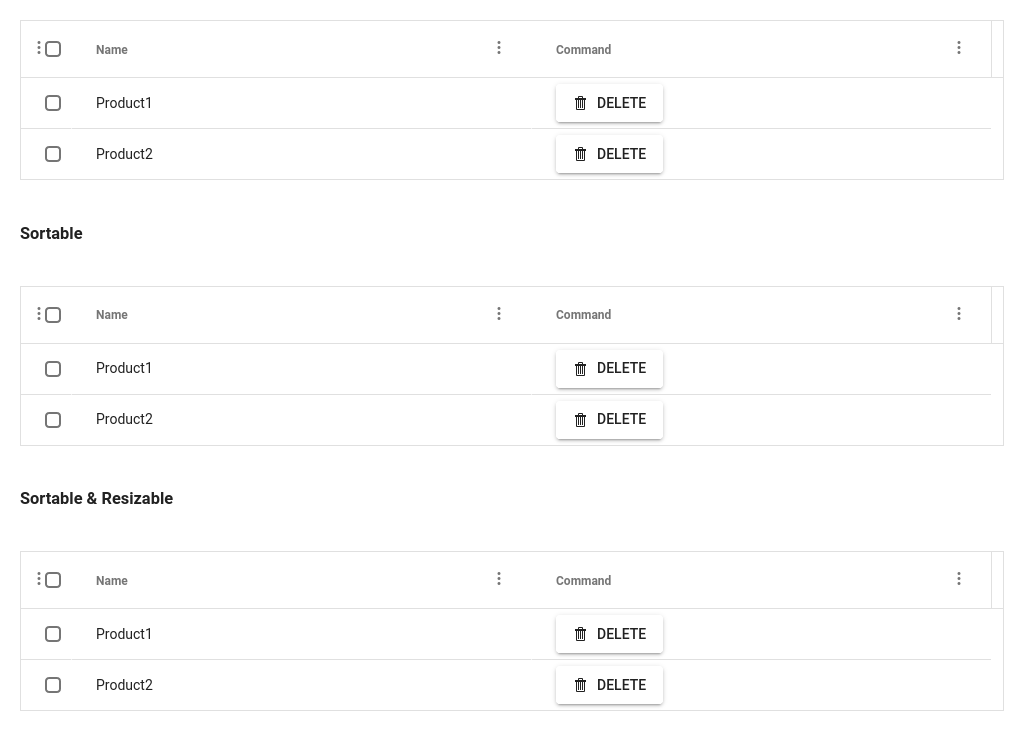 Name Command
Product1 DELETE
Product2 DELETE
Sortable
Name Command
Product1 DELETE
Product2 DELETE
Sortable & Resizable
Name Command
Product1 DELETE
Product2 DELETE